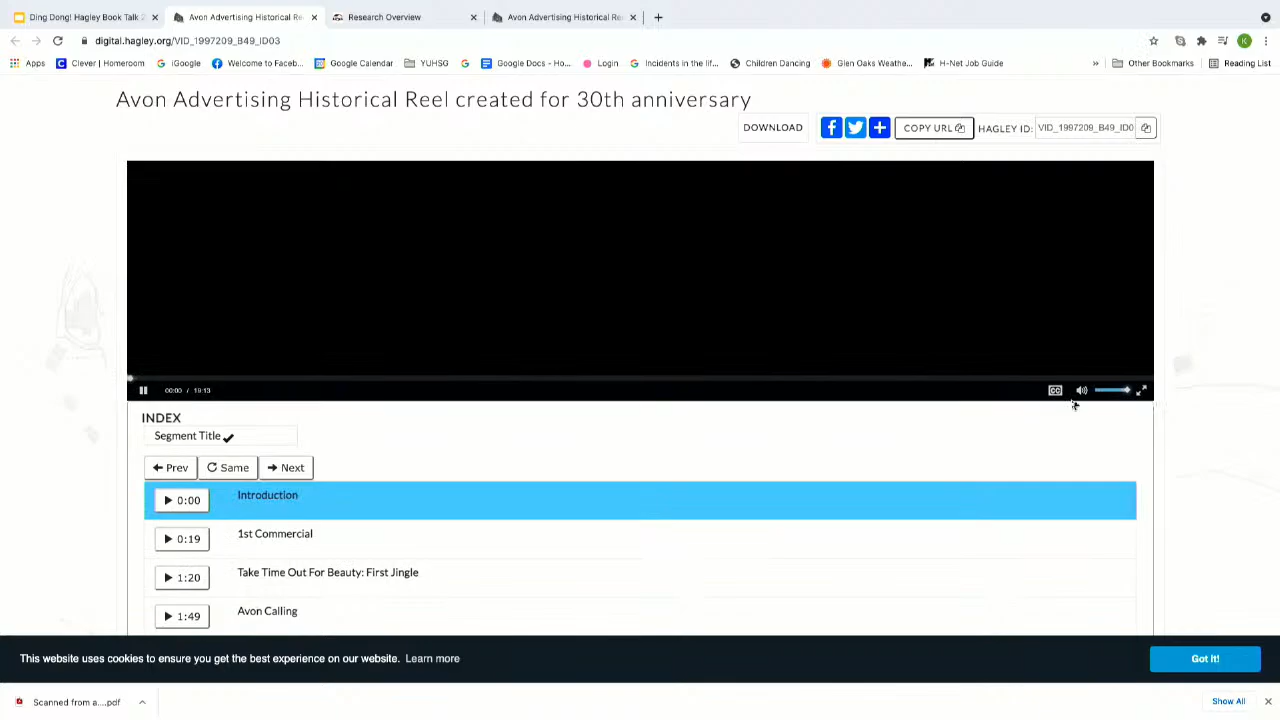 Ding Dong! Hagley Book Talk 2
Avon Advertising Historical Re
Research Overview
Avon Advertising Historical Re
digital.hagley.org/VID_1997209_B49_ID03
Apps
Clever | Homeroom
iGoogle
Welcome to Faceb...
Google Calendar
YUHSG
Google Docs - Ho...
Login
Incidents in the lif...
Children Dancing
Glen Oaks Weathe...
H-Net Job Guide
»
Other Bookmarks
Reading List
Avon Advertising Historical Reel created for 30th anniversary
DOWNLOAD
COPY URL
HAGLEY ID:
VID_1997209_B49_ID0
00:00 / 19:13
CC
INDEX
Segment Title
Prev
Same
Next
0:00 Introduction
0:19 1st Commercial
1:20 Take Time Out For Beauty: First Jingle
1:49 Avon Calling
This website uses cookies to ensure you get the best experience on our website. Learn more
Got it!
Scanned from a....pdf
Show All